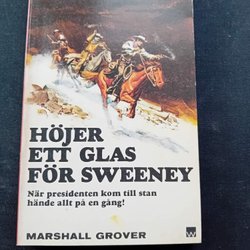 HÖJER
ETT GLAS
FÖR SWEENEY
När presidenten kom till stan
hände allt på en gång!
MARSHALL GROVER
W